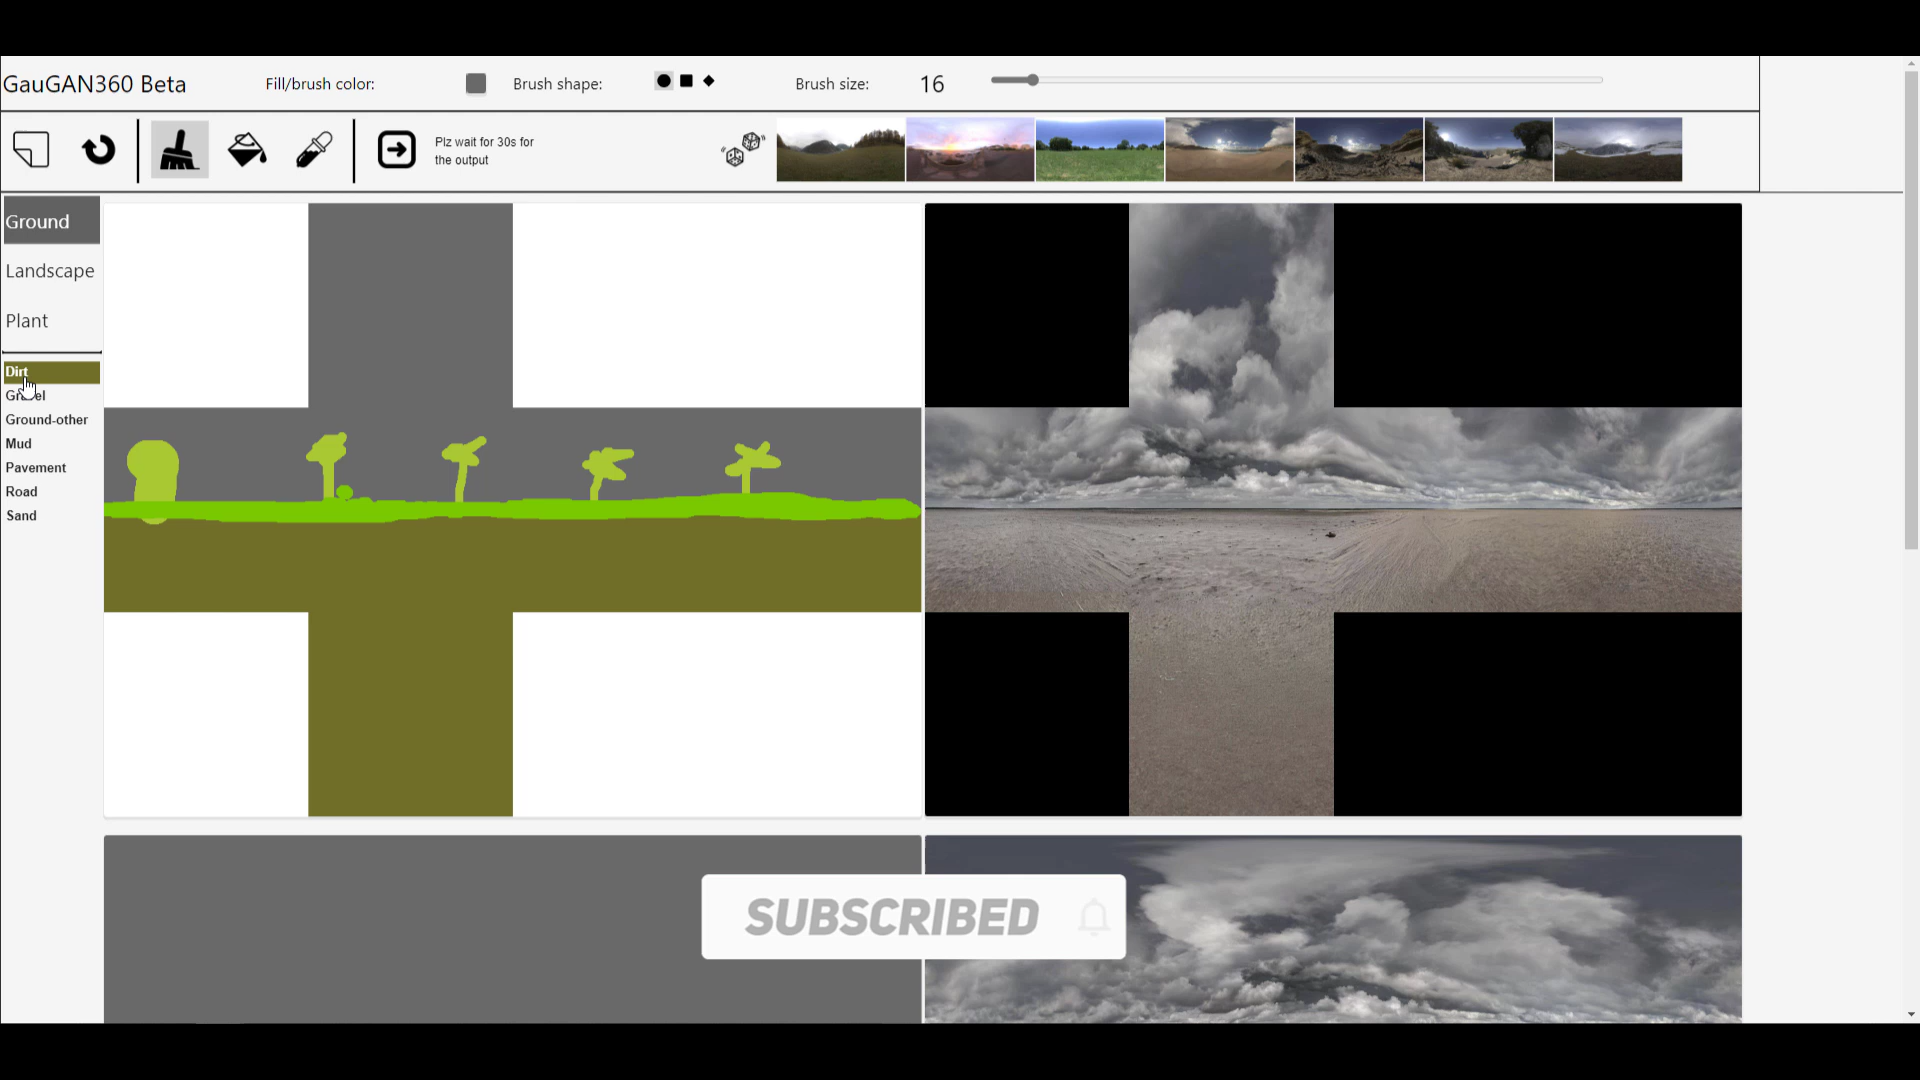 GauGAN360 Beta
Fill/brush color:
Brush shape:
Brush size:
16
Plz wait for 30s for
the output
Ground
Landscape
Plant
Dirt
Gravel
Ground-other
Mud
Pavement
Road
Sand
SUBSCRIBED